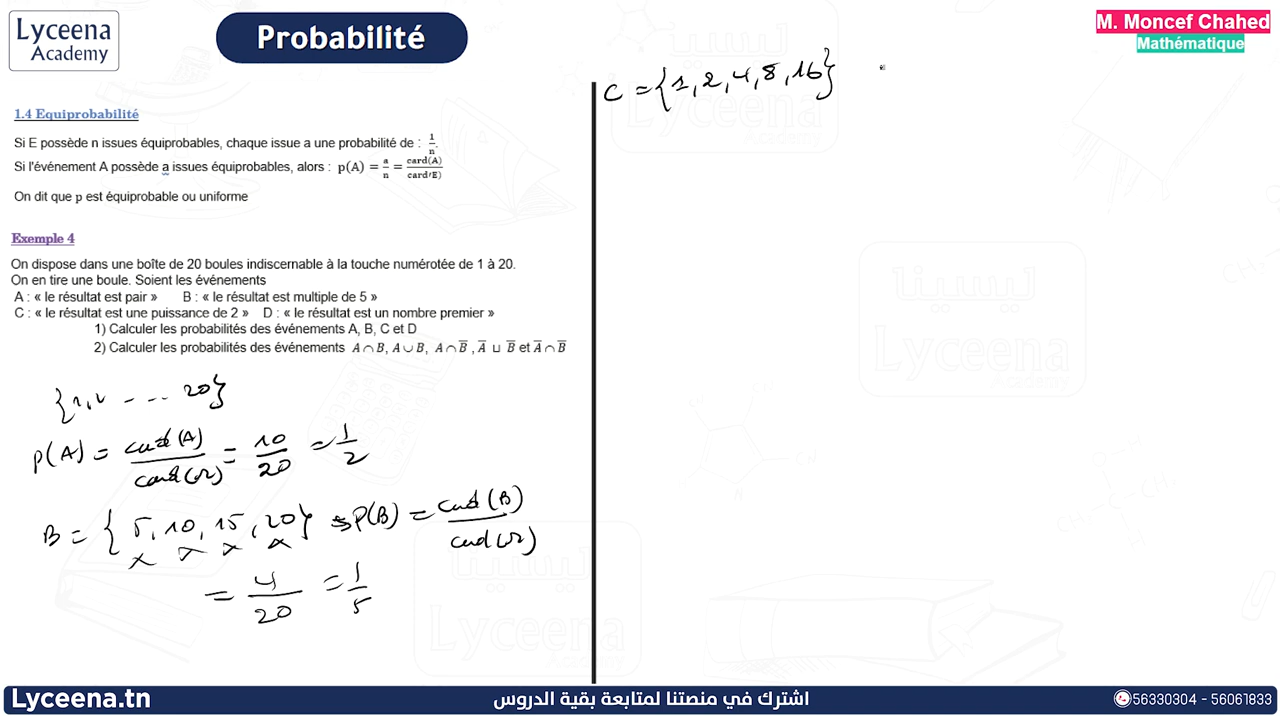 Lyceena
Academy
Probabilité
M. Moncef Chahed
Mathématique
1.4 Equiprobabilité
Si E possède n issues équiprobables, chaque issue a une probabilité de : 1/n.
Si l'événement A possède a issues équiprobables, alors : p(A) = a/n = card(A)/card(E)
On dit que p est équiprobable ou uniforme
Exemple 4
On dispose dans une boîte de 20 boules indiscernable à la touche numérotée de 1 à 20.
On en tire une boule. Soient les événements
A : « le résultat est pair » B : « le résultat est multiple de 5 »
C : « le résultat est une puissance de 2 » D : « le résultat est un nombre premier »
1) Calculer les probabilités des événements A, B, C et D
2) Calculer les probabilités des événements A ∩ B, A ∪ B, A ∩ B̅ , A̅ ⊔ B̅ et A̅ ∩ B̅
{1, 2 - - .. 20}
P(A) = card(A)/card(Ω) = 10/20 = 1/2
B = { 5, 10, 15, 20} ⇒ P(B) = card(B)/card(Ω)
= 4/20 = 1/5
C = {1, 2, 4, 8, 16}
Lyceena.tn
اشترك في منصتنا لمتابعة بقية الدروس
56330304 - 56061833